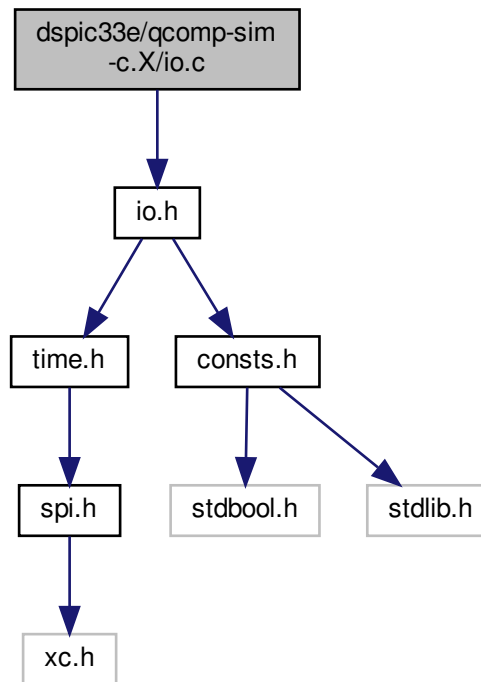 dspic33e/qcomp-sim
-c.X/io.c
io.h
time.h
consts.h
spi.h
stdbool.h
stdlib.h
xc.h